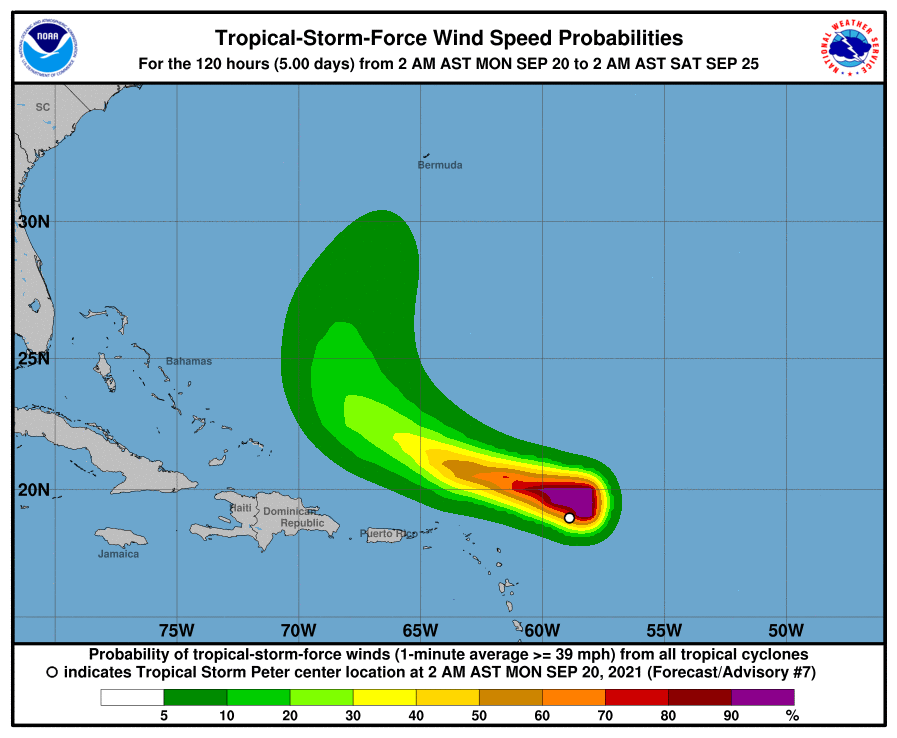 NOAA
Tropical-Storm-Force Wind Speed Probabilities
For the 120 hours (5.00 days) from 2 AM AST MON SEP 20 to 2 AM AST SAT SEP 25
NATIONAL WEATHER SERVICE
SC
Bermuda
30N
Bahamas
25N
20N
Haiti
Dominican
Republic
Puerto Rico
Jamaica
75W 70W 65W 60W 55W 50W
Probability of tropical-storm-force winds (1-minute average >= 39 mph) from all tropical cyclones
indicates Tropical Storm Peter center location at 2 AM AST MON SEP 20, 2021 (Forecast/Advisory #7)
5 10 20 30 40 50 60 70 80 90 %